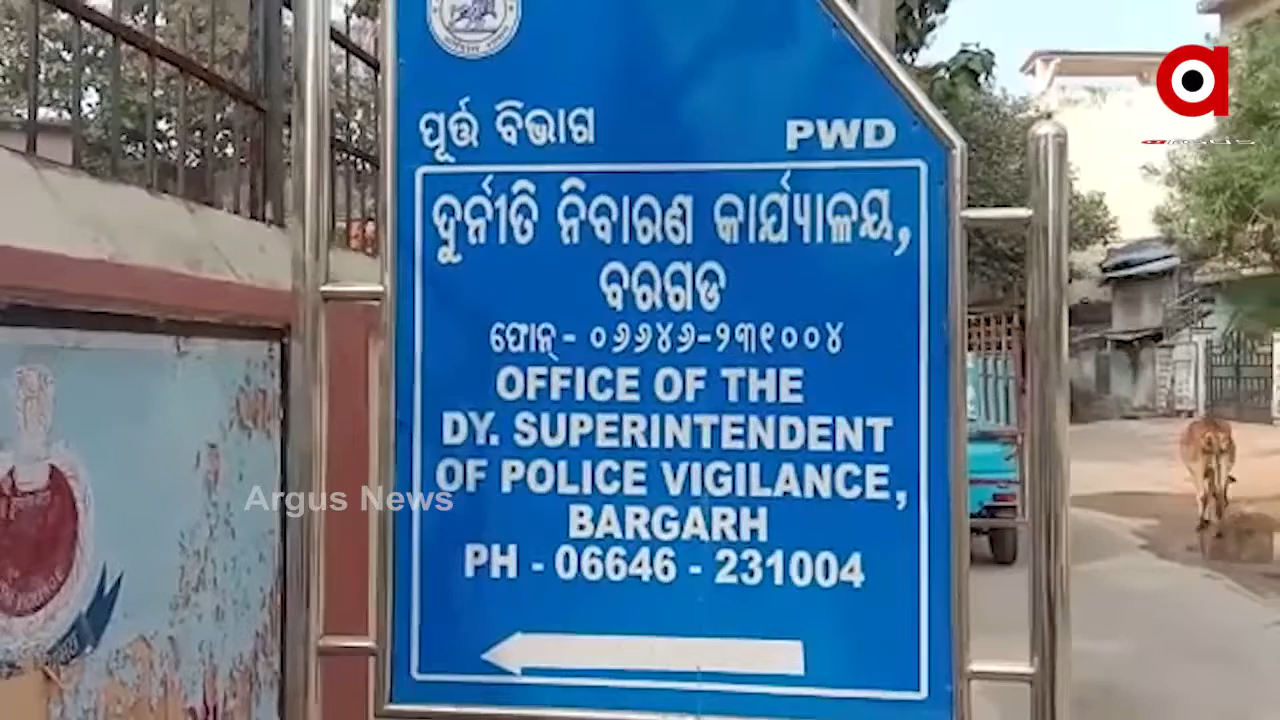 ପୂର୍ତ୍ତ ବିଭାଗ PWD
ଦୁର୍ନୀତି ନିବାରଣ କାର୍ଯ୍ୟାଳୟ,
ବରଗଡ
ଫୋନ୍ - ୦୬୬୪୬-୨୩୧୦୦୪
OFFICE OF THE
DY. SUPERINTENDENT
OF POLICE VIGILANCE,
BARGARH
PH - 06646 - 231004
Argus News
a